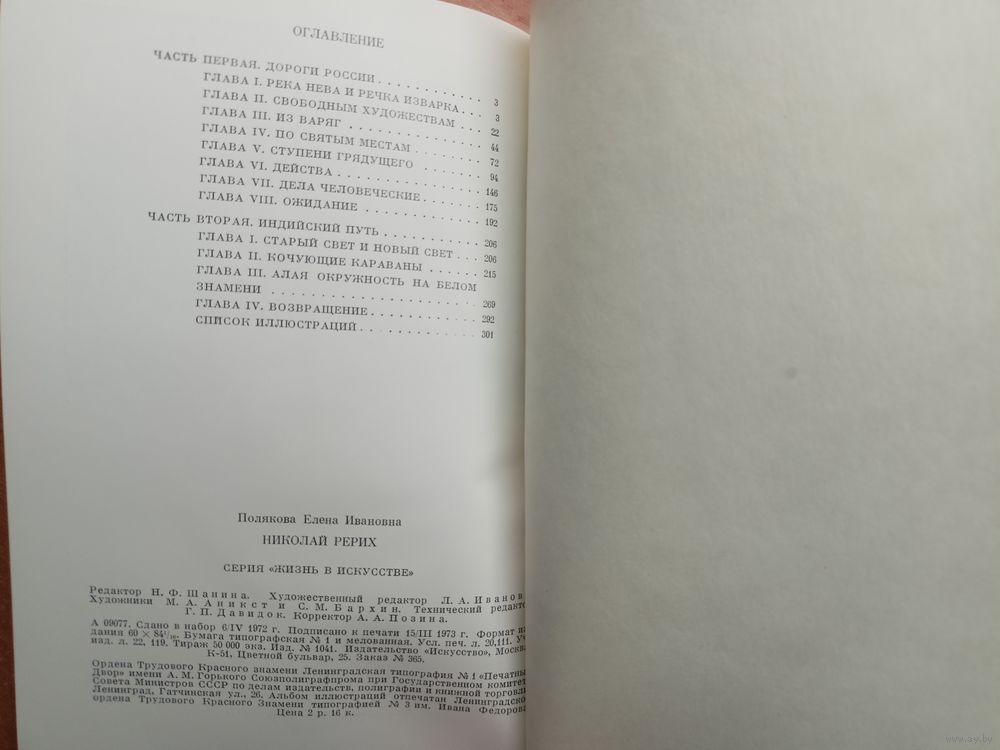 ОГЛАВЛЕНИЕ
ЧАСТЬ ПЕРВАЯ. ДОРОГИ РОССИИ . . . . . . . . . . 3
ГЛАВА I. РЕКА НЕВА И РЕЧКА ИЗВАРКА . . . 3
ГЛАВА II. СВОБОДНЫМ ХУДОЖЕСТВАМ . . . 22
ГЛАВА III. ИЗ ВАРЯГ . . . . . . . . . . . . 44
ГЛАВА IV. ПО СВЯТЫМ МЕСТАМ . . . . . . . 72
ГЛАВА V. СТУПЕНИ ГРЯДУЩЕГО . . . . . . . 94
ГЛАВА VI. ДЕЙСТВА . . . . . . . . . . . . . 146
ГЛАВА VII. ДЕЛА ЧЕЛОВЕЧЕСКИЕ . . . . . . . 175
ГЛАВА VIII. ОЖИДАНИЕ . . . . . . . . . . . 192
ЧАСТЬ ВТОРАЯ. ИНДИЙСКИЙ ПУТЬ . . . . . . . . . . 206
ГЛАВА I. СТАРЫЙ СВЕТ И НОВЫЙ СВЕТ . . . 206
ГЛАВА II. КОЧУЮЩИЕ КАРАВАНЫ . . . . . . 215
ГЛАВА III. АЛАЯ ОКРУЖНОСТЬ НА БЕЛОМ
ЗНАМЕНИ . . . . . . . . . . . . . . . . . 269
ГЛАВА IV. ВОЗВРАЩЕНИЕ . . . . . . . . . . . 292
СПИСОК ИЛЛЮСТРАЦИЙ . . . . . . . . . . . . 301
Полякова Елена Ивановна
НИКОЛАЙ РЕРИХ
СЕРИЯ «ЖИЗНЬ В ИСКУССТВЕ»
Редактор Н. Ф. Шанина. Художественный редактор Л. А. Иванов
Художники М. А. Аникст и С. М. Бархин. Технический редакто
Г. П. Давидок. Корректор А. А. Позина.
А 09077. Сдано в набор 6/IV 1972 г. Подписано к печати 15/III 1973 г. Формат из
дания 60 × 84 1/16. Бумага типографская № 1 и мелованная. Усл. печ. л. 20,111. Уч
изд. л. 22, 119. Тираж 50 000 экз. Изд. № 1041. Издательство «Искусство», Москва
К-51, Цветной бульвар, 25. Заказ № 365.
Ордена Трудового Красного знамени Ленинградская типография № 1 «Печатны
Двор» имени А. М. Горького Союзполиграфпрома при Государственном комитет
Совета Министров СССР по делам издательств, полиграфии и книжной торговли
Ленинград, Гатчинская ул., 26. Альбом иллюстраций отпечатан Ленинградско
ордена Трудового Красного Знамени типографией № 3 им. Ивана Федорова
Цена 2 р. 16 к.
www.ay.by